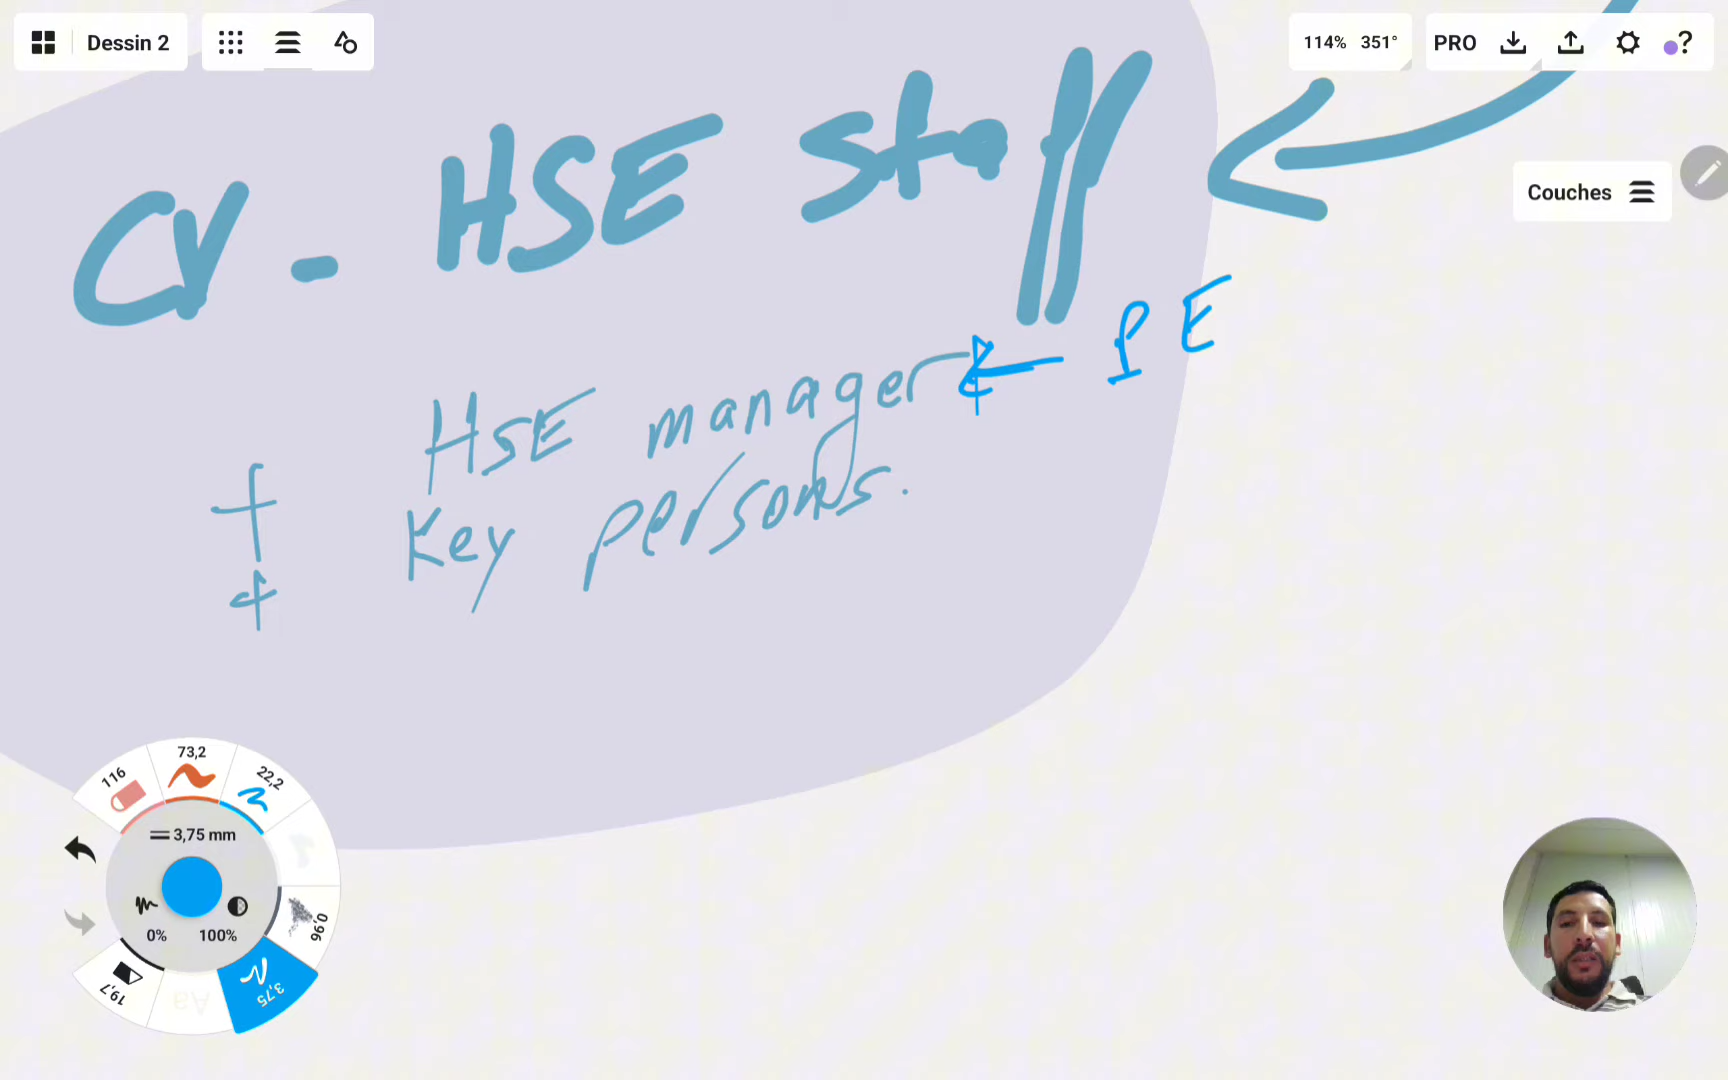 Dessin 2
114% 351° PRO ?
Couches
CV - HSE Staff
PE
HSE manager
Key persons.
73,2
116
22,2
3,75 mm
0% 100%
0,96
3,75
Aa
19,7